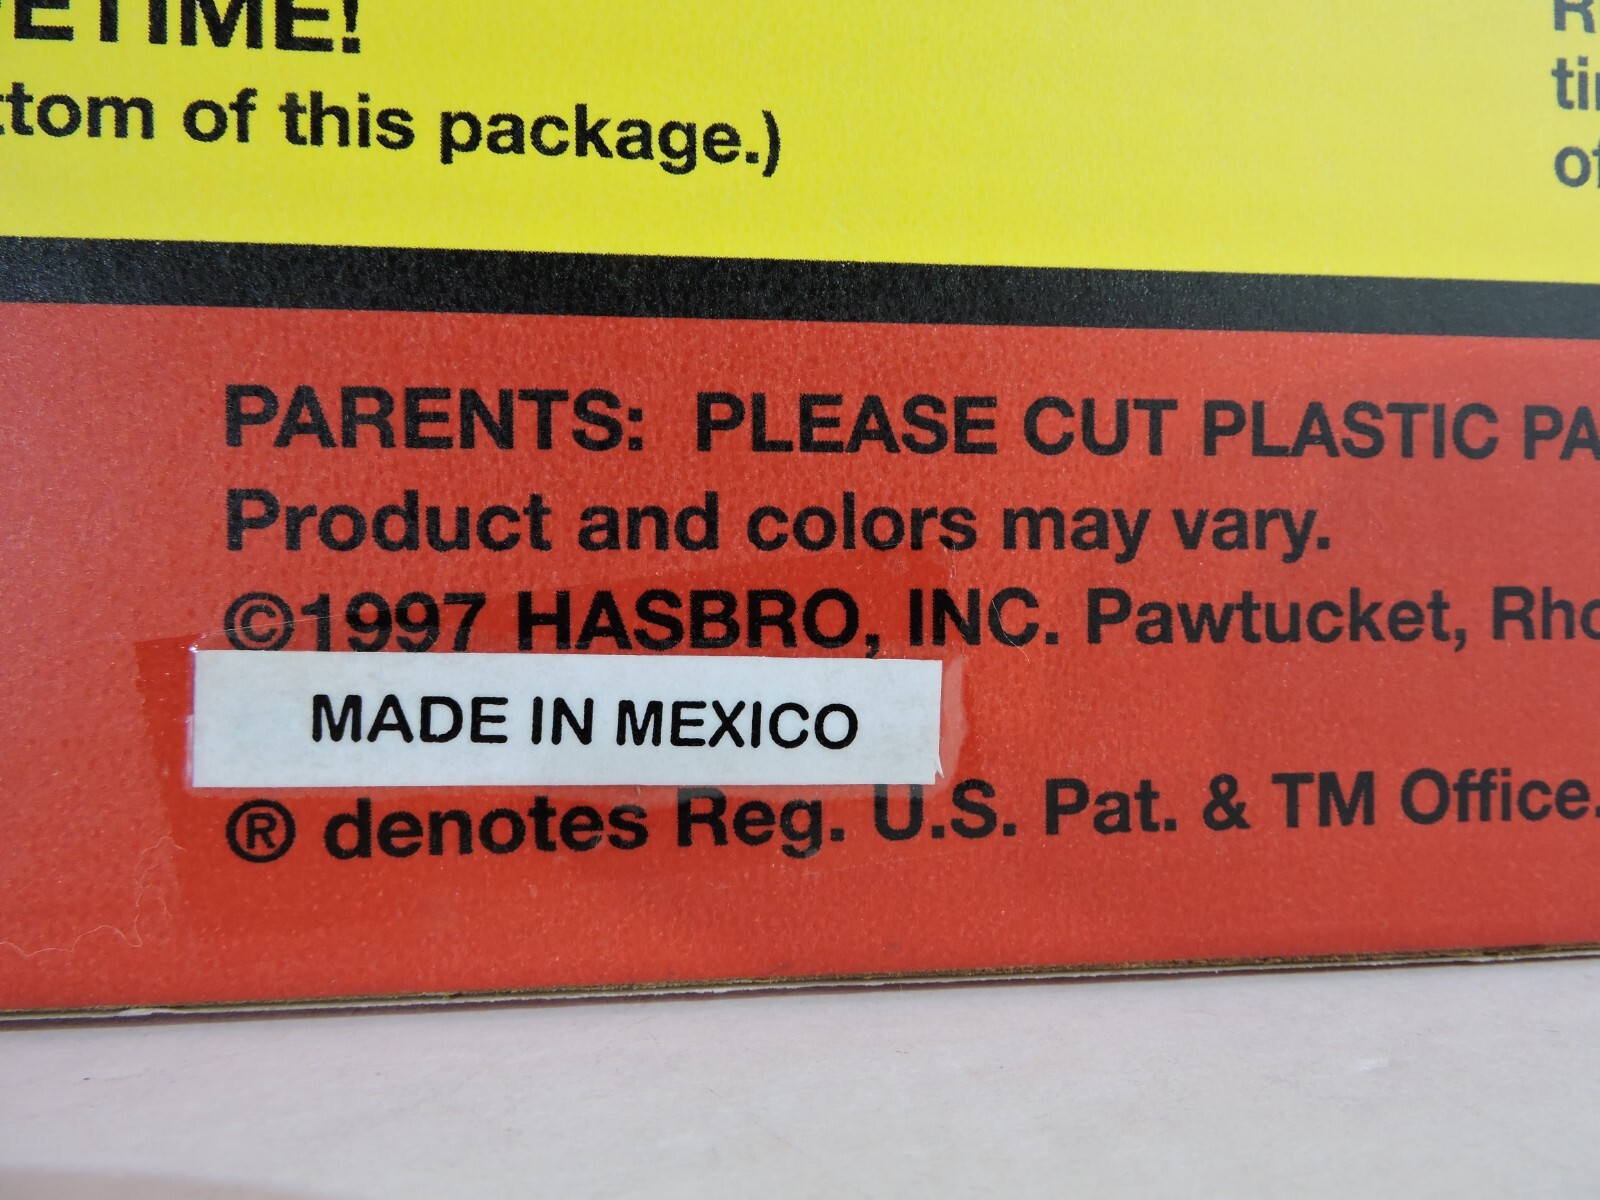 ETIME!
ttom of this package.)
PARENTS: PLEASE CUT PLASTIC PA
Product and colors may vary.
©1997 HASBRO, INC. Pawtucket, Rho
MADE IN MEXICO
® denotes Reg. U.S. Pat. & TM Office.